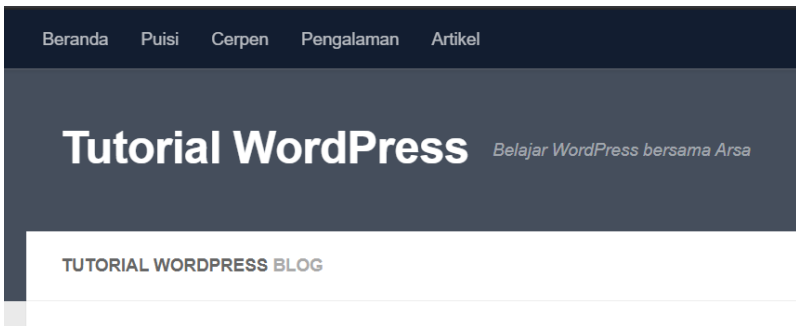 Beranda Puisi Cerpen Pengalaman Artikel
Tutorial WordPress Belajar WordPress bersama Arsa
TUTORIAL WORDPRESS BLOG